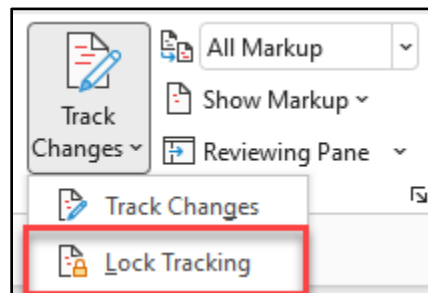 All Markup
Track
Changes
Show Markup
Reviewing Pane
Track Changes
Lock Tracking